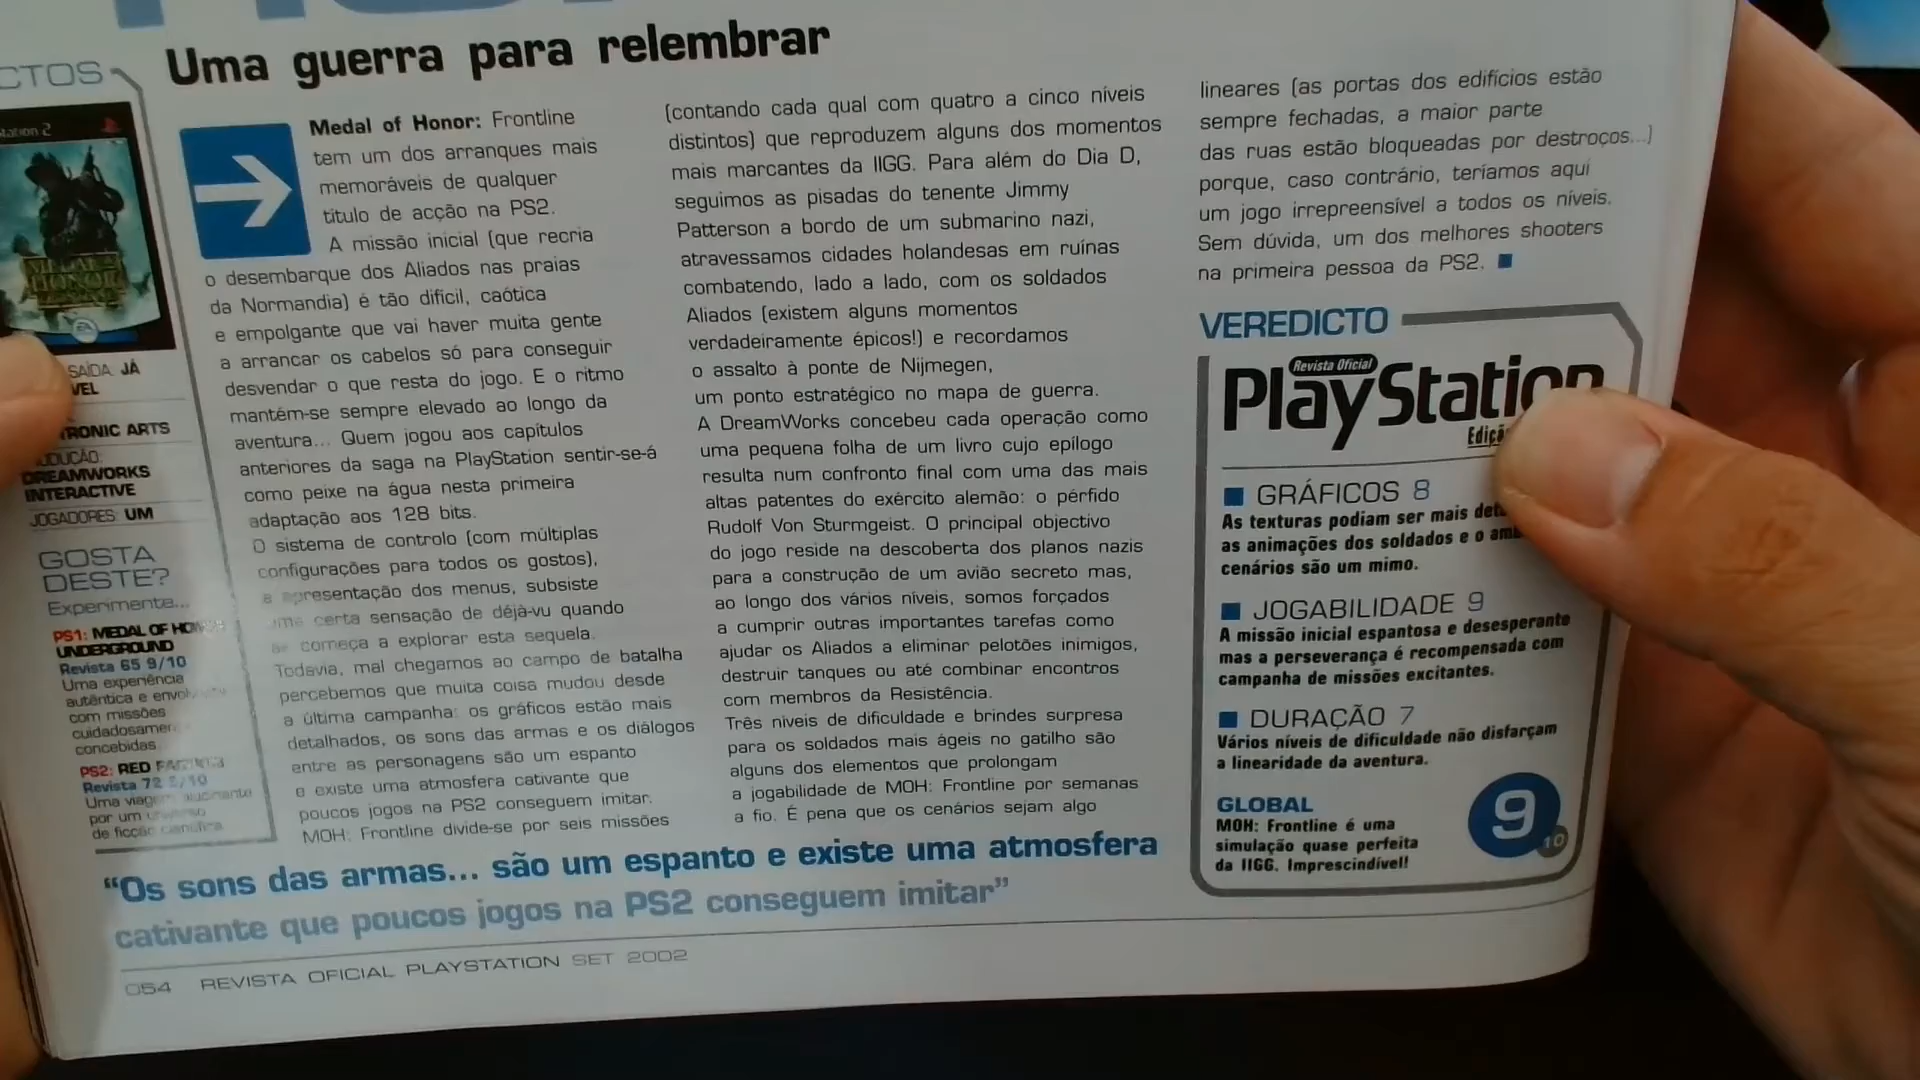 Uma guerra para relembrar
CTOS
SAÍDA: JÁ
VEL
TRONIC ARTS
DREAMWORKS
INTERACTIVE
JOGADORES: UM
GOSTA
DESTE?
Experimente...
PS1: MEDAL OF HONOR
UNDERGROUND
Revista 65 9/10
Uma experiência
autêntica e
com missões
concebidas.
PS2: RED
Revista 72
Uma viagem alucinante
por um universo
de ficção científica
Medal of Honor: Frontline
tem um dos arranques mais
memoráveis de qualquer
título de acção na PS2.
A missão inicial (que recria
o desembarque dos Aliados nas praias
da Normandia) é tão difícil, caótica
e empolgante que vai haver muita gente
a arrancar os cabelos só para conseguir
desvendar o que resta do jogo. E o ritmo
mantém-se sempre elevado ao longo da
aventura... Quem jogou aos capítulos
anteriores da saga na PlayStation sentir-se-á
como peixe na água nesta primeira
adaptação aos 128 bits.
O sistema de controlo (com múltiplas
configurações para todos os gostos),
a apresentação dos menus, subsiste
uma certa sensação de déjà-vu quando
se começa a explorar esta sequela.
Todavia, mal chegamos ao campo de batalha
percebemos que muita coisa mudou desde
a última campanha: os gráficos estão mais
detalhados, os sons das armas e os diálogos
entre as personagens são um espanto
e existe uma atmosfera cativante que
poucos jogos na PS2 conseguem imitar.
MOH: Frontline divide-se por seis missões
(contando cada qual com quatro a cinco níveis
distintos) que reproduzem alguns dos momentos
mais marcantes da IIGG. Para além do Dia D,
seguimos as pisadas do tenente Jimmy
Patterson a bordo de um submarino nazi,
atravessamos cidades holandesas em ruínas
combatendo, lado a lado, com os soldados
Aliados (existem alguns momentos
verdadeiramente épicos!) e recordamos
o assalto à ponte de Nijmegen,
um ponto estratégico no mapa de guerra.
A DreamWorks concebeu cada operação como
uma pequena folha de um livro cujo epílogo
resulta num confronto final com uma das mais
altas patentes do exército alemão: o pérfido
Rudolf Von Sturmgeist. O principal objectivo
do jogo reside na descoberta dos planos nazis
para a construção de um avião secreto mas,
ao longo dos vários níveis, somos forçados
a cumprir outras importantes tarefas como
ajudar os Aliados a eliminar pelotões inimigos,
destruir tanques ou até combinar encontros
com membros da Resistência.
Três níveis de dificuldade e brindes surpresa
para os soldados mais ágeis no gatilho são
alguns dos elementos que prolongam
a jogabilidade de MOH: Frontline por semanas
a fio. É pena que os cenários sejam algo
lineares (as portas dos edifícios estão
sempre fechadas, a maior parte
das ruas estão bloqueadas por destroços...)
porque, caso contrário, teríamos aqui
um jogo irrepreensível a todos os níveis.
Sem dúvida, um dos melhores shooters
na primeira pessoa da PS2.
VEREDICTO
Revista Oficial
PlayStation
GRÁFICOS 8
As texturas podiam ser mais
as animações dos soldados e o
cenários são um mimo.
JOGABILIDADE 9
A missão inicial espantosa e desesperante
mas a perseverança é recompensada com
campanha de missões excitantes.
DURAÇÃO 7
Vários níveis de dificuldade não disfarçam
a linearidade da aventura.
GLOBAL
MOH: Frontline é uma
simulação quase perfeita
da IIGG. Imprescindível!
9
10
“Os sons das armas... são um espanto e existe uma atmosfera
cativante que poucos jogos na PS2 conseguem imitar”
054 REVISTA OFICIAL PLAYSTATION SET 2002